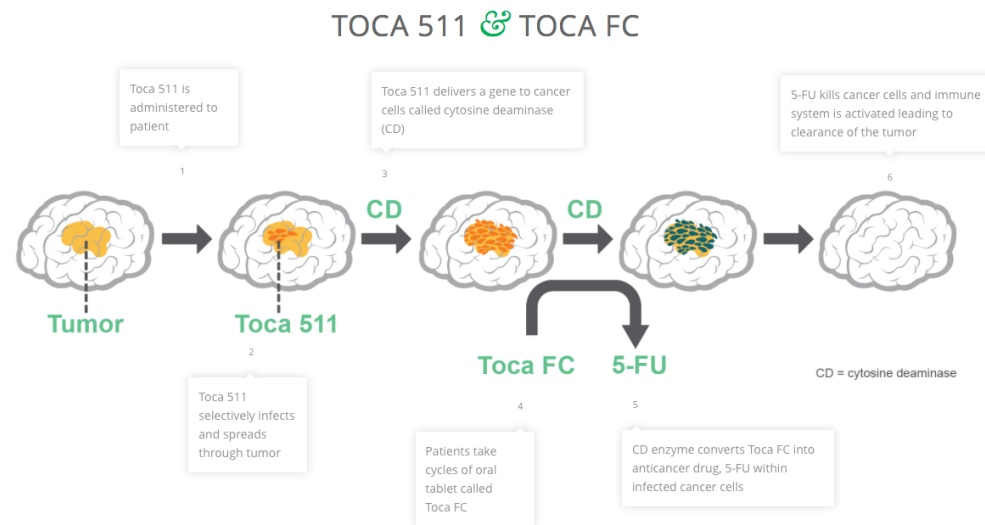 TOCA 511 & TOCA FC
Toca 511 is
administered to
patient
1
Toca 511 delivers a gene to cancer
cells called cytosine deaminase
(CD)
3
5-FU kills cancer cells and immune
system is activated leading to
clearance of the tumor
6
CD
CD
Tumor
Toca 511
Toca FC
5-FU
CD = cytosine deaminase
2
Toca 511
selectively infects
and spreads
through tumor
4
Patients take
cycles of oral
tablet called
Toca FC
5
CD enzyme converts Toca FC into
anticancer drug, 5-FU within
infected cancer cells